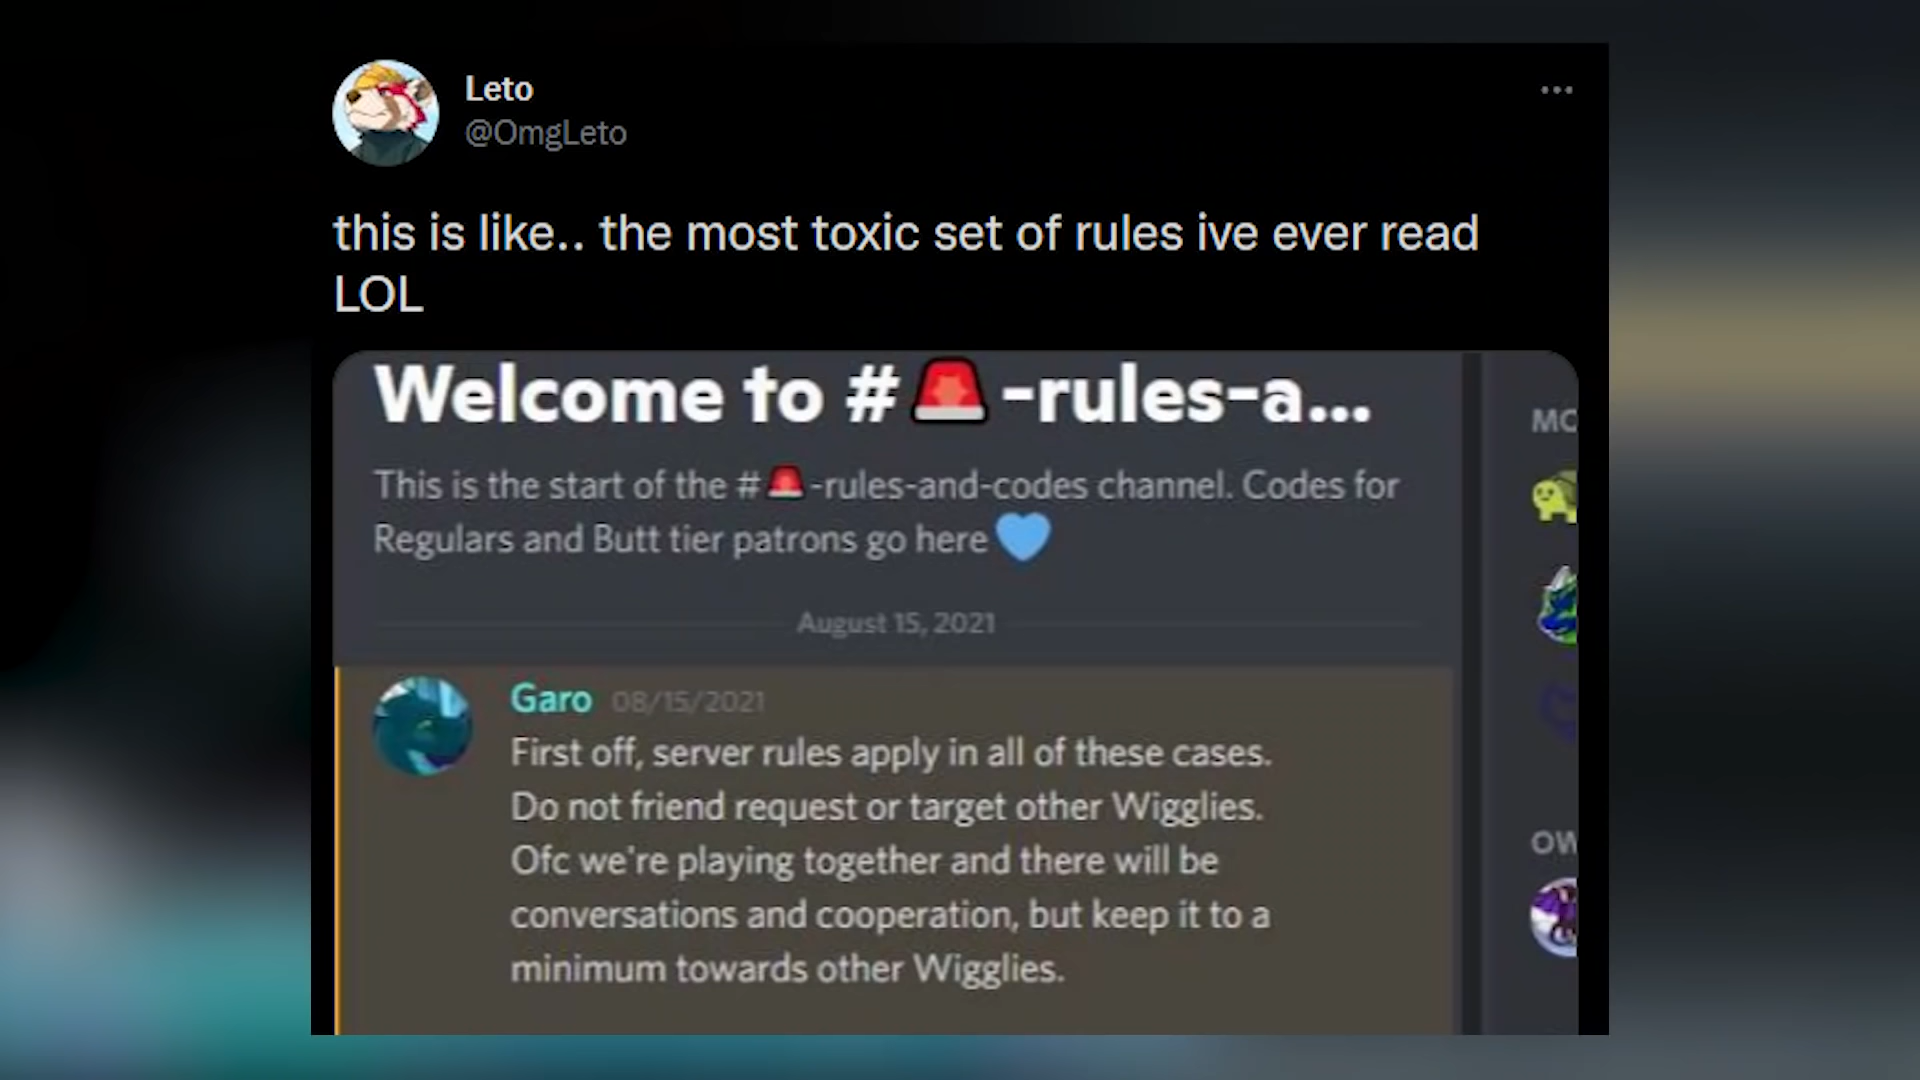 Leto
@OmgLeto
this is like.. the most toxic set of rules ive ever read
LOL
Welcome to #🚨-rules-a...
This is the start of the #🚨-rules-and-codes channel. Codes for
Regulars and Butt tier patrons go here 💙
August 15, 2021
Garo 08/15/2021
First off, server rules apply in all of these cases.
Do not friend request or target other Wigglies.
Ofc we're playing together and there will be
conversations and cooperation, but keep it to a
minimum towards other Wigglies.
MO
OW